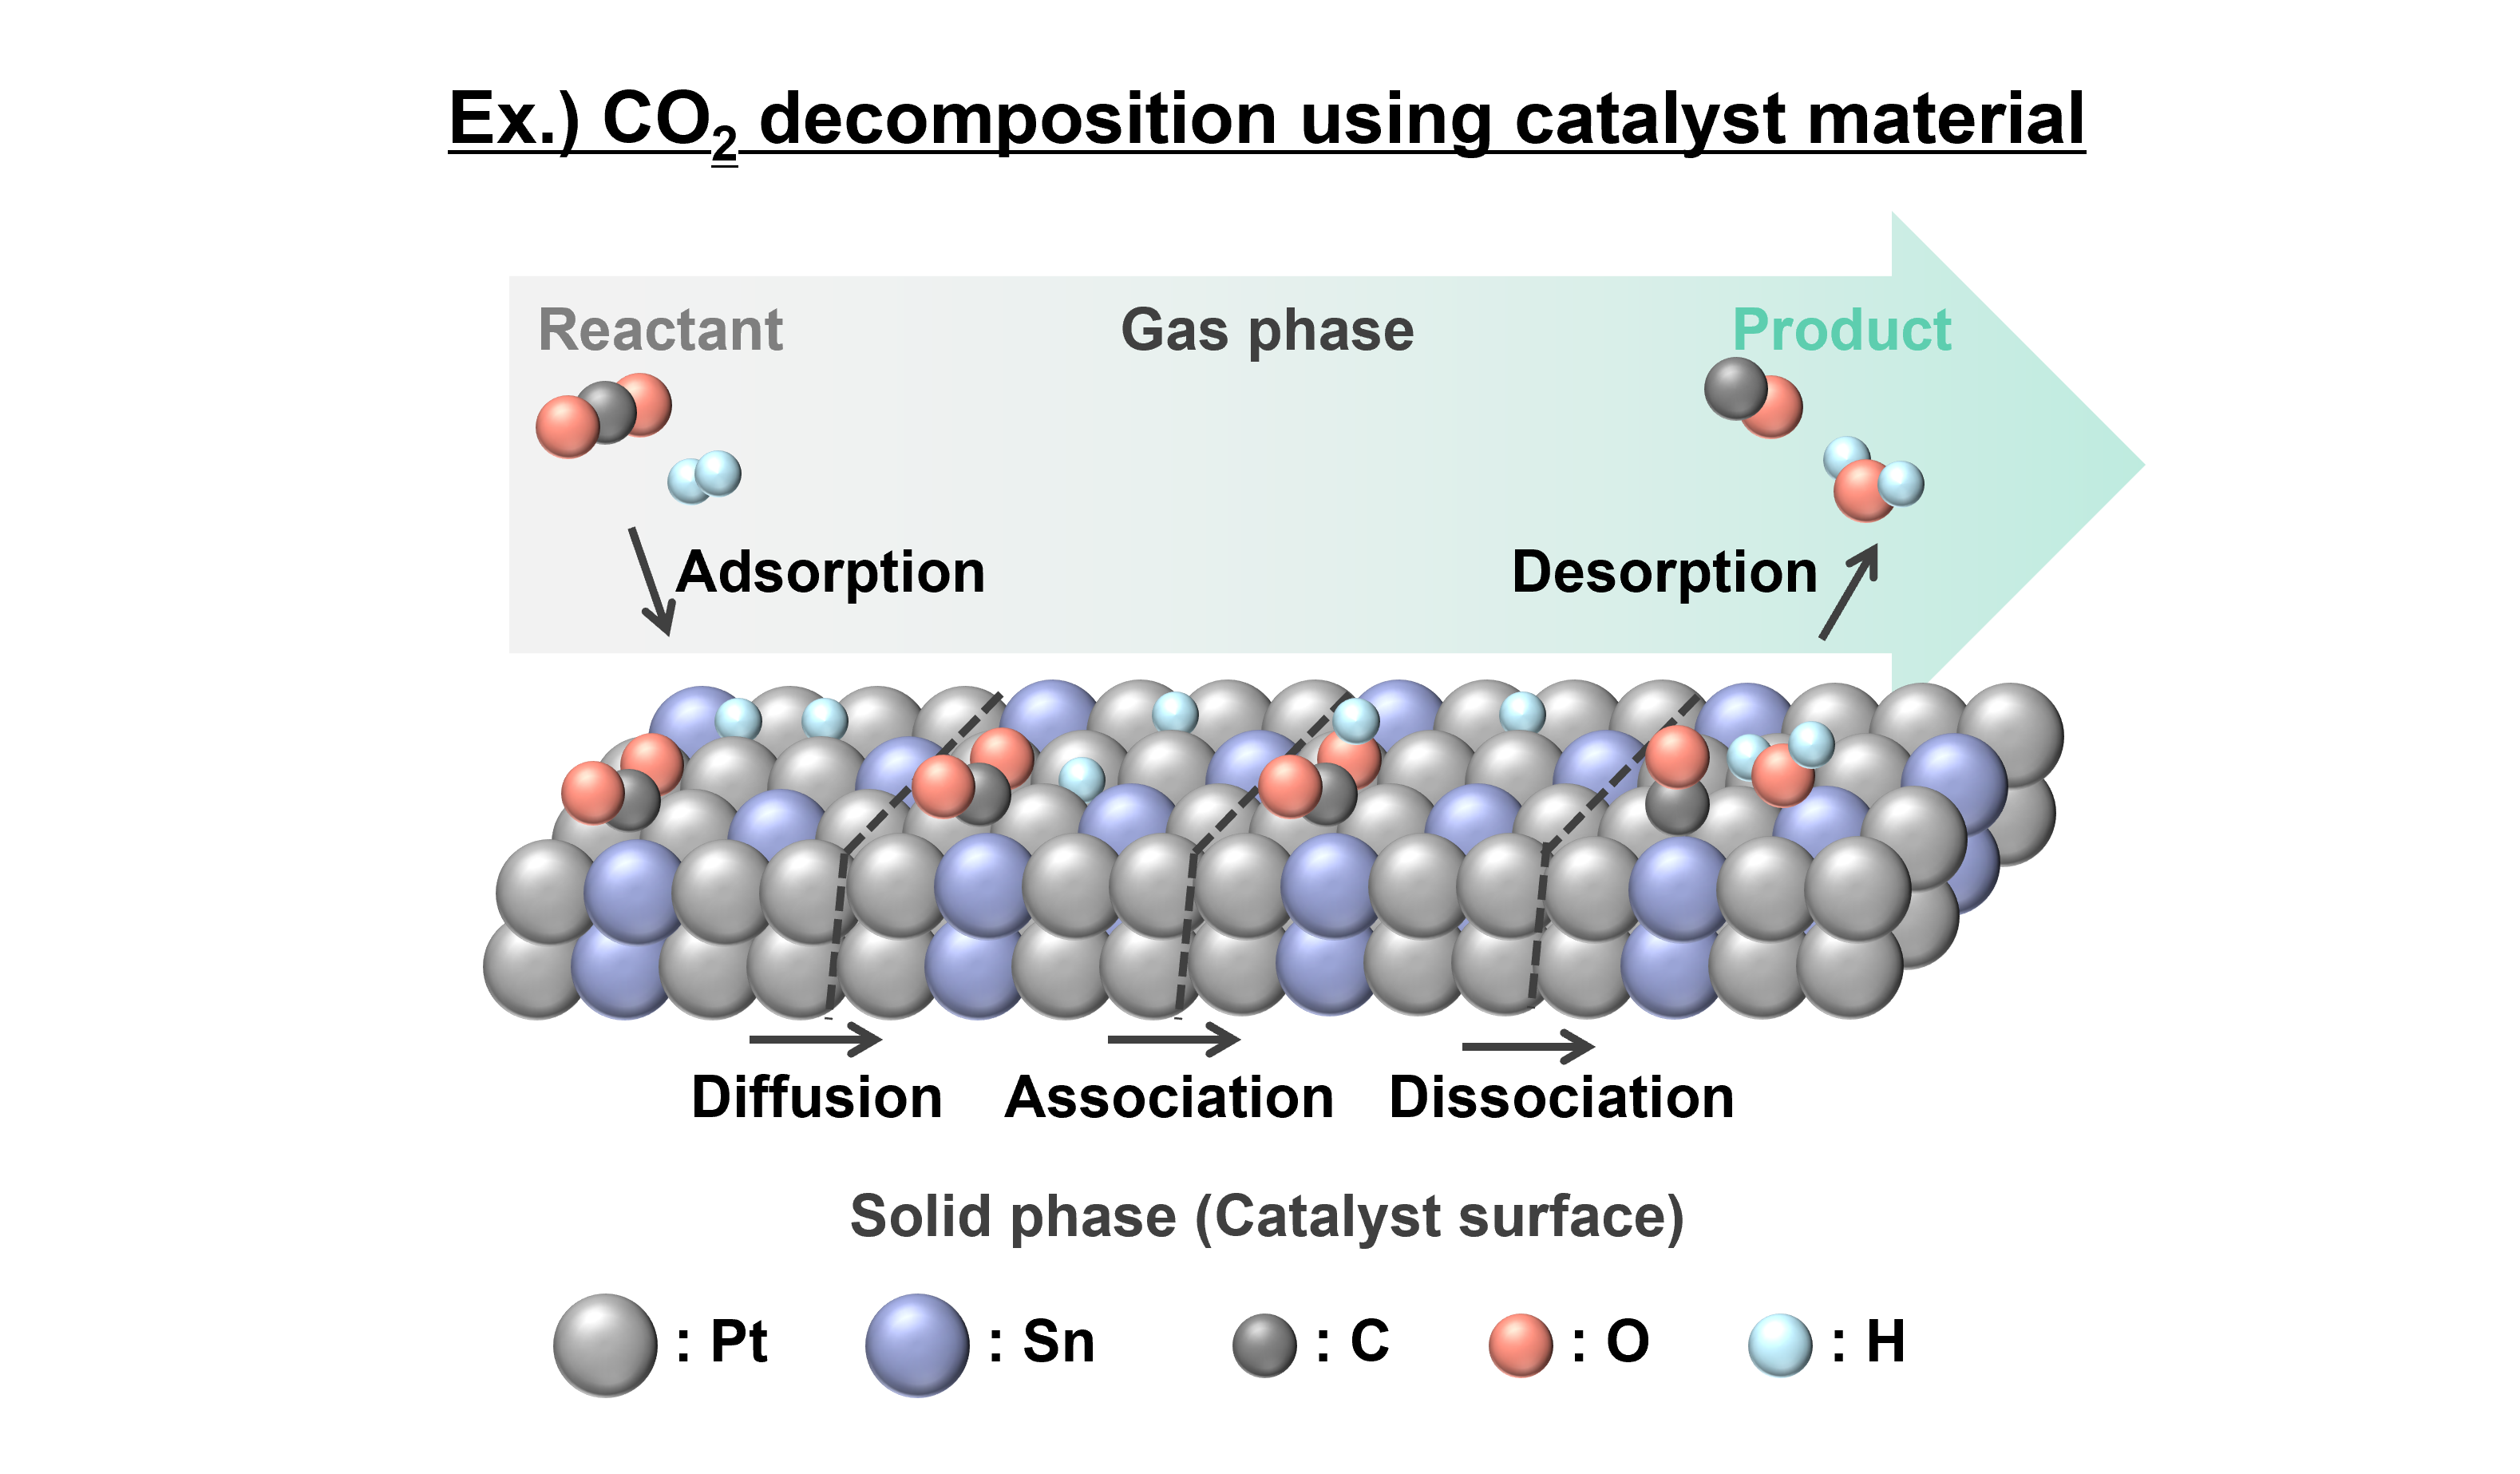 Ex.) CO₂ decomposition using catalyst material
Reactant
Gas phase
Product
Adsorption
Desorption
Diffusion
Association
Dissociation
Solid phase (Catalyst surface)
: Pt : Sn : C : O : H